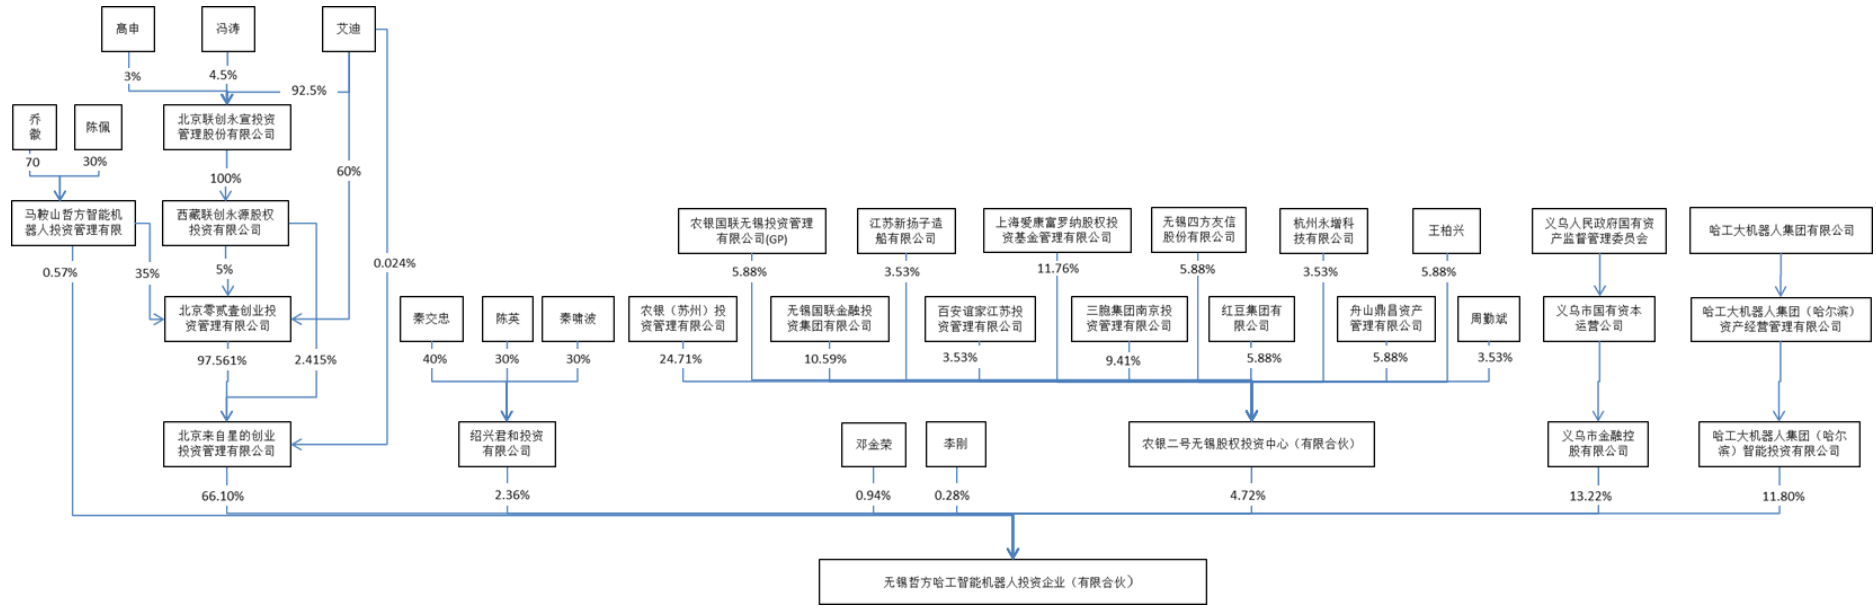 高申
冯涛
艾迪
3%
4.5%
92.5%
乔
徽
陈佩
北京联创永宣投资
管理股份有限公司
70
30%
100%
60%
马鞍山哲方智能机
器人投资管理有限
西藏联创永源股权
投资有限公司
农银国联无锡投资管理
有限公司(GP)
江苏新扬子造
船有限公司
上海爱康富罗纳股权投
资基金管理有限公司
无锡四方友信
股份有限公司
杭州永增科
技有限公司
王柏兴
义乌人民政府国有资
产监督管理委员会
哈工大机器人集团有限公司
0.57%
35%
5%
0.024%
5.88%
3.53%
11.76%
5.88%
3.53%
5.88%
北京零贰壹创业投
资管理有限公司
秦交忠
陈英
秦啸波
农银（苏州）投
资管理有限公司
无锡国联金融投
资集团有限公司
百安谊家江苏投
资管理有限公司
三胞集团南京投
资管理有限公司
红豆集团有
限公司
舟山鼎昌资产
管理有限公司
周勤斌
义乌市国有资本
运营公司
哈工大机器人集团（哈尔滨）
资产经营管理有限公司
97.561%
2.415%
40%
30%
30%
24.71%
10.59%
3.53%
9.41%
5.88%
5.88%
3.53%
北京来自星的创业
投资管理有限公司
绍兴君和投资
有限公司
邓金荣
李刚
农银二号无锡股权投资中心（有限合伙）
义乌市金融控
股有限公司
哈工大机器人集团（哈尔
滨）智能投资有限公司
66.10%
2.36%
0.94%
0.28%
4.72%
13.22%
11.80%
无锡哲方哈工智能机器人投资企业（有限合伙）